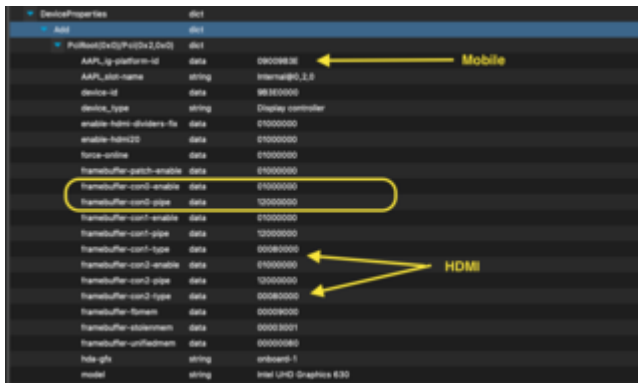 DeviceProperties dict
Add dict
PciRoot(0x0)/Pci(0x2,0x0) dict
AAPL,ig-platform-id data 0900983E Mobile
AAPL,slot-name string Internal@0,2,0
device-id data 983E0000
device_type string Display controller
enable-hdmi-dividers-fix data 01000000
enable-hdmi20 data 01000000
force-online data 01000000
framebuffer-patch-enable data 01000000
framebuffer-con0-enable data 01000000
framebuffer-con0-pipe data 12000000
framebuffer-con1-enable data 01000000
framebuffer-con1-pipe data 12000000
framebuffer-con1-type data 00080000
framebuffer-con2-enable data 01000000
HDMI
framebuffer-con2-pipe data 12000000
framebuffer-con2-type data 00080000
framebuffer-fbmem data 00009000
framebuffer-stolenmem data 00003001
framebuffer-unifiedmem data 00000080
hda-gfx string onboard-1
model string Intel UHD Graphics 630